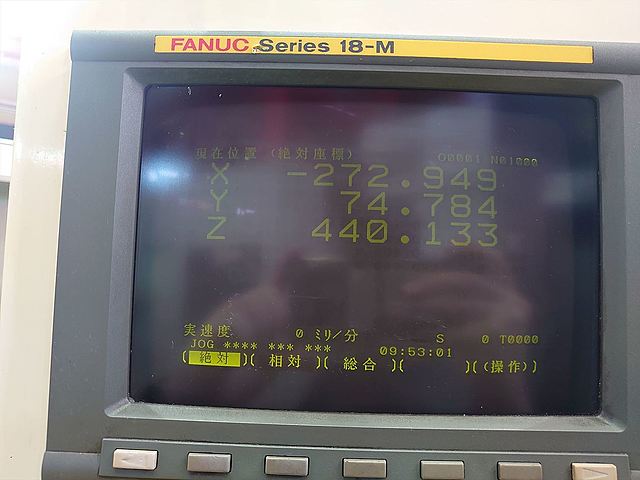 FANUC Series 18-M
現在位置 (絶対座標) O0001 N01000
X -272.949
Y 74.784
Z 440.133
実速度 0 ミリ/分 S 0 T0000
JOG **** *** *** 09:53:01
[ 絶対 ][ 相対 ][ 総合 ][ ][(操作)]